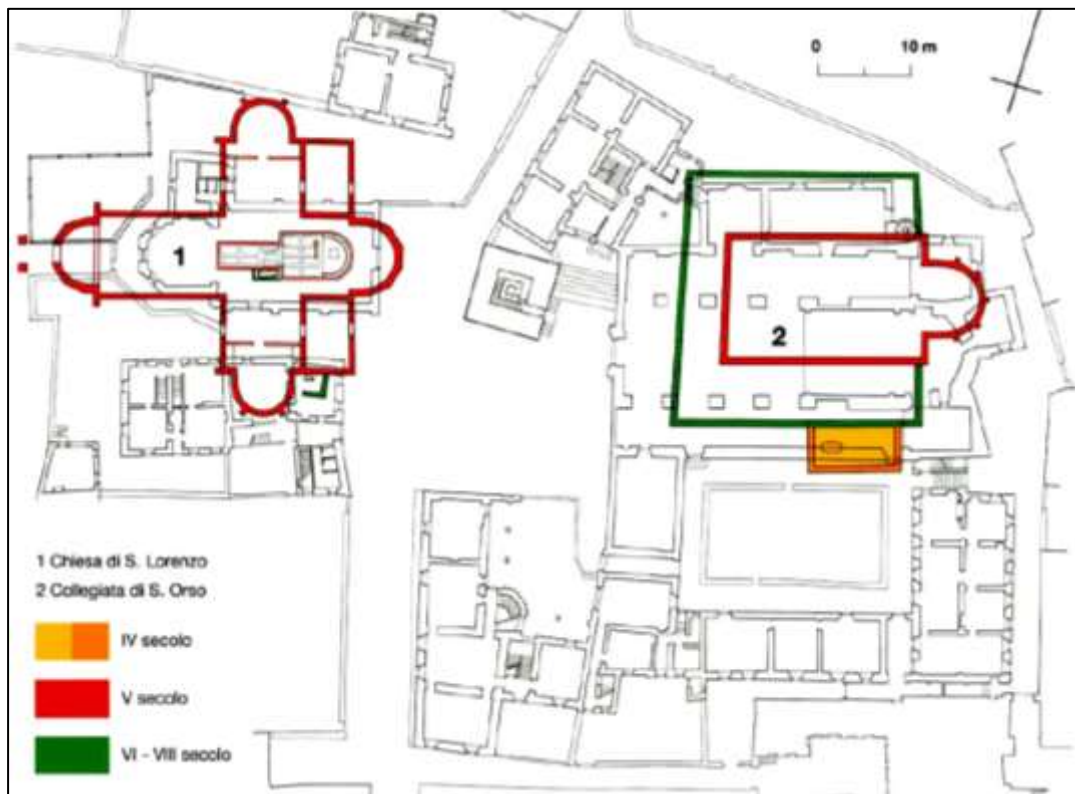 0 10 m
1
2
1 Chiesa di S. Lorenzo
2 Collegiata di S. Orso
IV secolo
V secolo
VI - VIII secolo